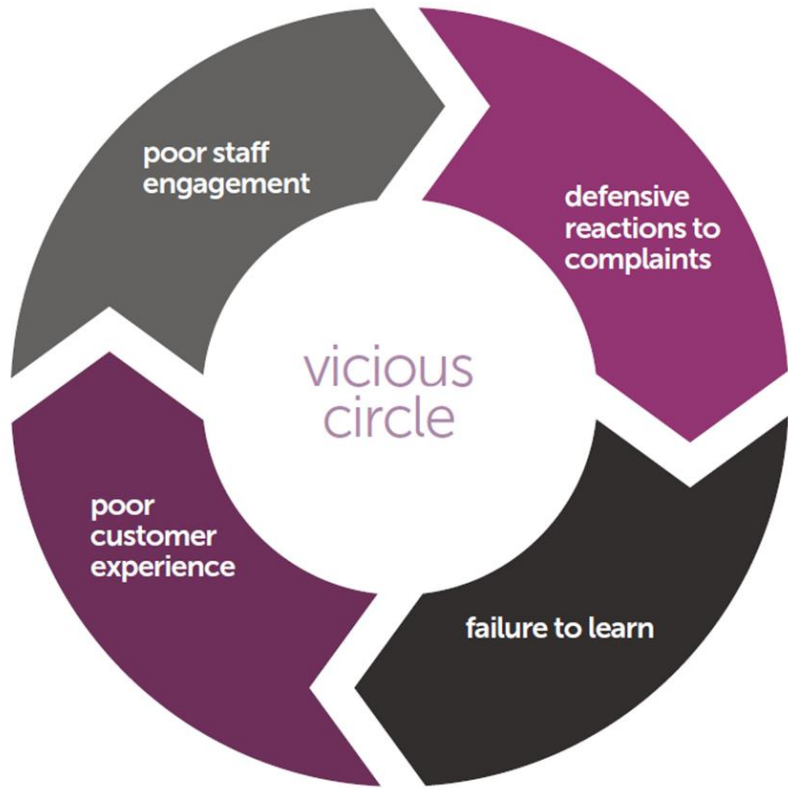 poor staff
engagement
defensive
reactions to
complaints
vicious
circle
poor
customer
experience
failure to learn